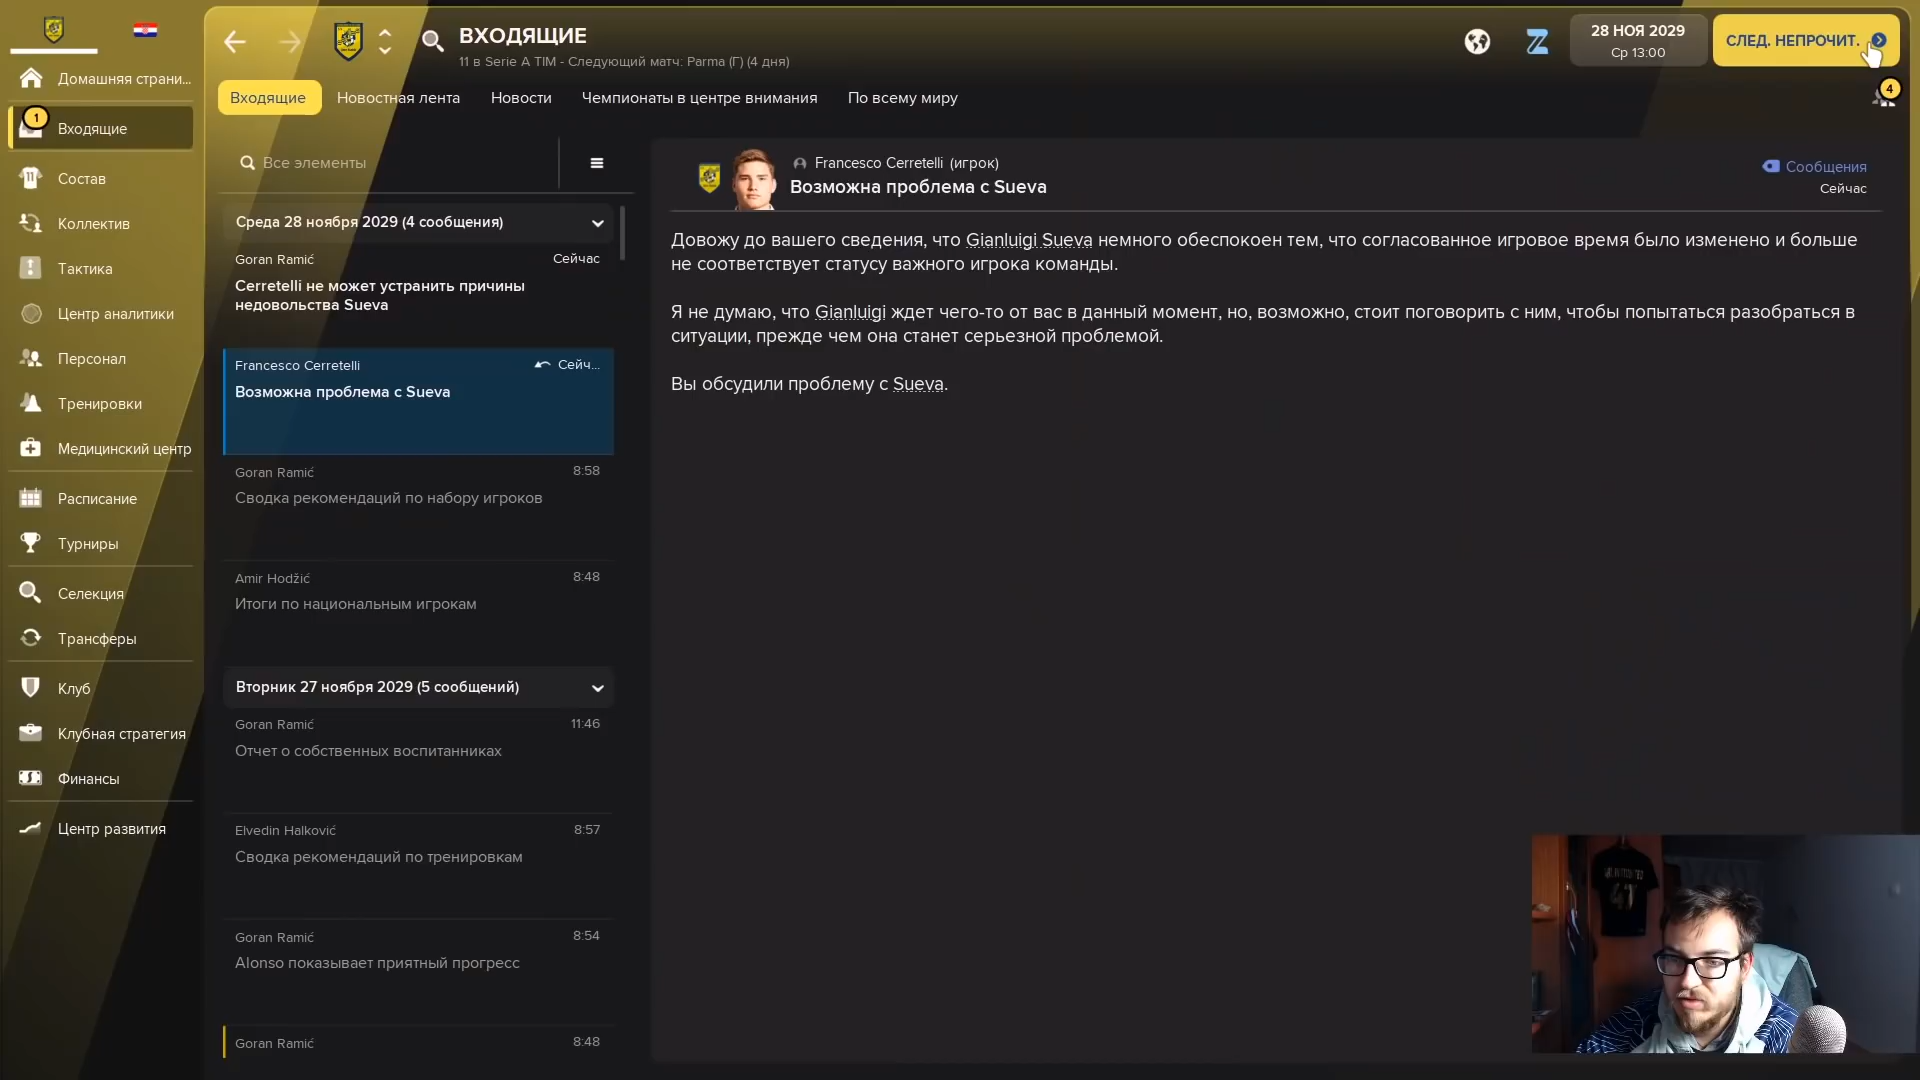 ВХОДЯЩИЕ
11 в Serie A TIM - Следующий матч: Parma (Г) (4 дня)
28 НОЯ 2029
Ср 13:00
СЛЕД. НЕПРОЧИТ.
Домашняя страни...
1
Входящие
Состав
Коллектив
Тактика
Центр аналитики
Персонал
Тренировки
Медицинский центр
Расписание
Турниры
Селекция
Трансферы
Клуб
Клубная стратегия
Финансы
Центр развития
Входящие
Новостная лента
Новости
Чемпионаты в центре внимания
По всему миру
4
Все элементы
Среда 28 ноября 2029 (4 сообщения)
Goran Ramić
Сейчас
Cerretelli не может устранить причины
недовольства Sueva
Francesco Cerretelli
Сейч...
Возможна проблема с Sueva
Goran Ramić
8:58
Сводка рекомендаций по набору игроков
Amir Hodžić
8:48
Итоги по национальным игрокам
Вторник 27 ноября 2029 (5 сообщений)
Goran Ramić
11:46
Отчет о собственных воспитанниках
Elvedin Halković
8:57
Сводка рекомендаций по тренировкам
Goran Ramić
8:54
Alonso показывает приятный прогресс
Goran Ramić
8:48
Francesco Cerretelli (игрок)
Возможна проблема с Sueva
Сообщения
Сейчас
Довожу до вашего сведения, что Gianluigi Sueva немного обеспокоен тем, что согласованное игровое время было изменено и больше
не соответствует статусу важного игрока команды.
Я не думаю, что Gianluigi ждет чего-то от вас в данный момент, но, возможно, стоит поговорить с ним, чтобы попытаться разобраться в
ситуации, прежде чем она станет серьезной проблемой.
Вы обсудили проблему с Sueva.